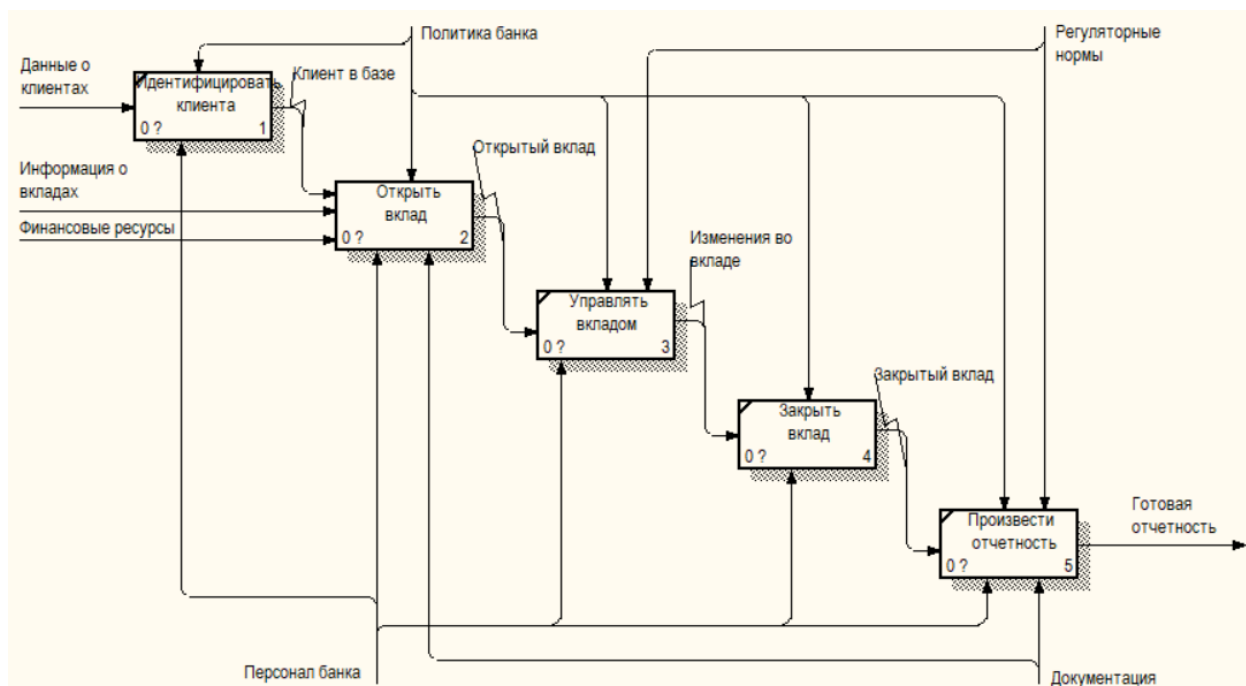 Политика банка
Регуляторные
нормы
Данные о
клиентах
Идентифицировать
клиента
0 ?
1
Клиент в базе
Информация о
вкладах
Финансовые ресурсы
Открыть
вклад
0 ?
2
Открытый вклад
Изменения во
вкладе
Управлять
вкладом
0 ?
3
Закрытый вклад
Закрыть
вклад
0 ?
4
Готовая
отчетность
Произвести
отчетность
0 ?
5
Персонал банка
Документация